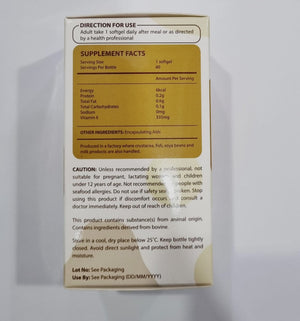 DIRECTION FOR USE
Adult take 1 softgel daily after meal or as directed
by a health professional
SUPPLEMENT FACTS
Serving Size 1 softgel
Servings Per Bottle 60
Amount Per Serving
Energy 6kcal
Protein 0.2g
Total Fat 0.4g
Total Carbohydrates 0.1g
Sodium 0mg
Vitamin E
OTHER INGREDIENTS: Encapsulating Aids
Produced in a factory where crustacea, fish, soya beans and
milk products are also handled.
CAUTION: Unless recommended by a professional, not
suitable for pregnant, lactating women and children
under 12 years of age. Not recommended to people with
seafood allergies. Do not use if safety seal is broken. Stop
using this product if discomfort occurs and consult a
doctor immediately. Keep out of reach of children.
This product contains substance(s) from animal origin.
Contains ingredients derived from bovine
Store in a cool, dry place below 25°C. Keep bottle tightly
closed. Avoid direct sunlight and protect from heat and
moisture.
Lot No: See Packaging
Use By: See Packaging (DD/MM/YYYY)